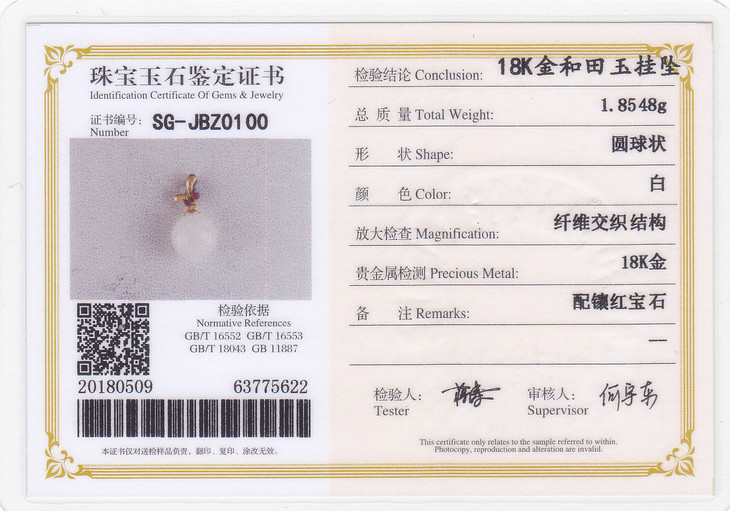 珠宝玉石鉴定证书
Identification Certificate Of Gems & Jewelry
证书编号: SG-JBZ0100
Number
检验依据
Normative References
GB/T 16552 GB/T 16553
GB/T 18043 GB 11887
20180509 63775622
本证书仅对送检样品负责，翻印、复印、涂改无效。
检验结论 Conclusion: 18K金和田玉挂坠
总质量 Total Weight: 1.8548g
形状 Shape: 圆球状
颜色 Color: 白
放大检查 Magnification: 纤维交织结构
贵金属检测 Precious Metal: 18K金
备注 Remarks: 配镶红宝石
——
检验人: 审核人:
Tester Supervisor
This certificate only relates to the sample referred to within.
Photocopy, reproduction and alteration are invalid.